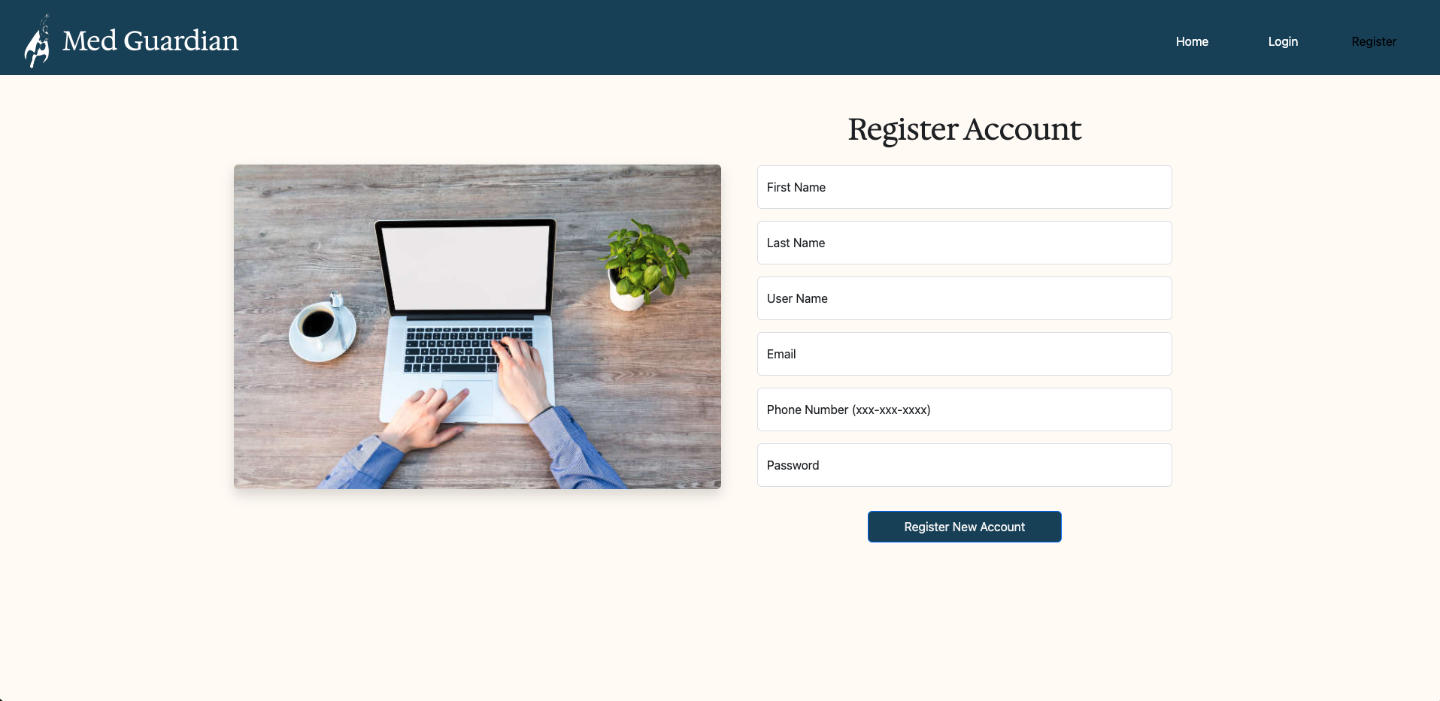 Med Guardian
Home
Login
Register
Register Account
First Name
Last Name
User Name
Email
Phone Number (xxx-xxx-xxxx)
Password
Register New Account